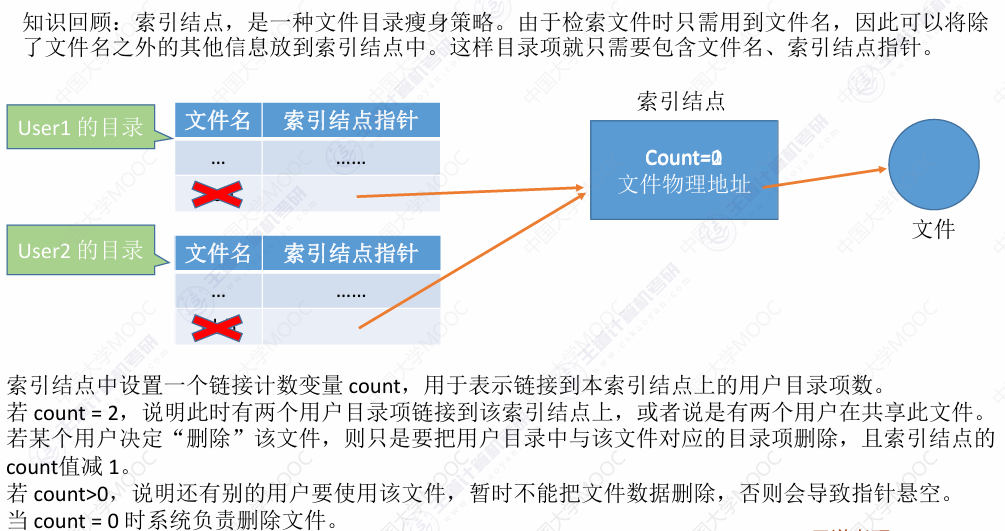 知识回顾：索引结点，是一种文件目录瘦身策略。由于检索文件时只需用到文件名，因此可以将除
了文件名之外的其他信息放到索引结点中。这样目录项就只需要包含文件名、索引结点指针。
索引结点
User1 的目录
文件名 索引结点指针
... ......
Count=
文件物理地址
文件
User2 的目录
文件名 索引结点指针
... ......
索引结点中设置一个链接计数变量 count，用于表示链接到本索引结点上的用户目录项数。
若 count = 2，说明此时有两个用户目录项链接到该索引结点上，或者说是有两个用户在共享此文件。
若某个用户决定“删除”该文件，则只是要把用户目录中与该文件对应的目录项删除，且索引结点的
count值减 1。
若 count>0，说明还有别的用户要使用该文件，暂时不能把文件数据删除，否则会导致指针悬空。
当 count = 0 时系统负责删除文件。
中国大学MOOC
王道计算机考研